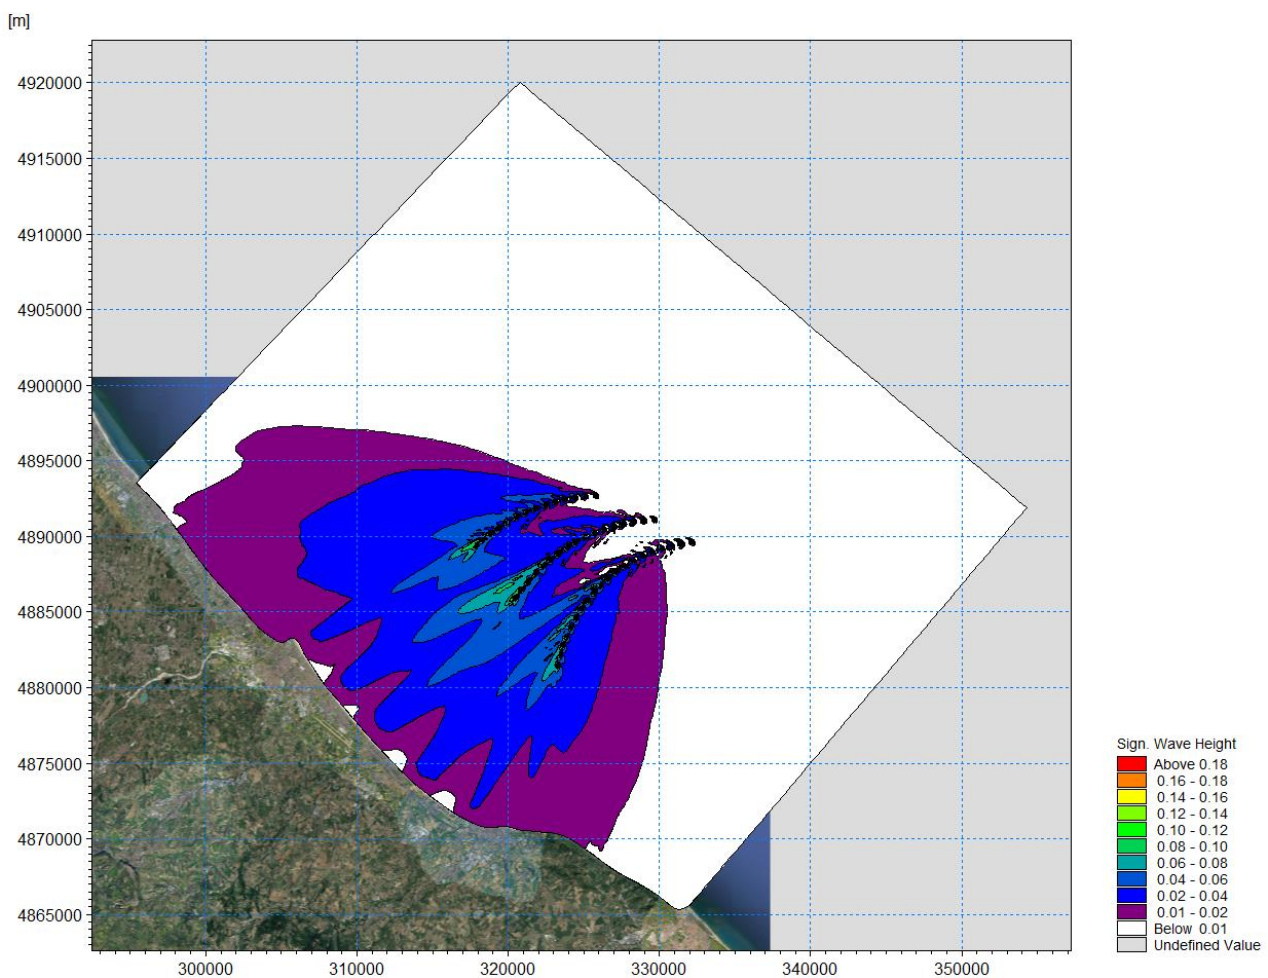 [m]
4920000
4915000
4910000
4905000
4900000
4895000
4890000
4885000
4880000
4875000
4870000
4865000
300000 310000 320000 330000 340000 350000
Sign. Wave Height
Above 0.18
0.16 - 0.18
0.14 - 0.16
0.12 - 0.14
0.10 - 0.12
0.08 - 0.10
0.06 - 0.08
0.04 - 0.06
0.02 - 0.04
0.01 - 0.02
Below 0.01
Undefined Value